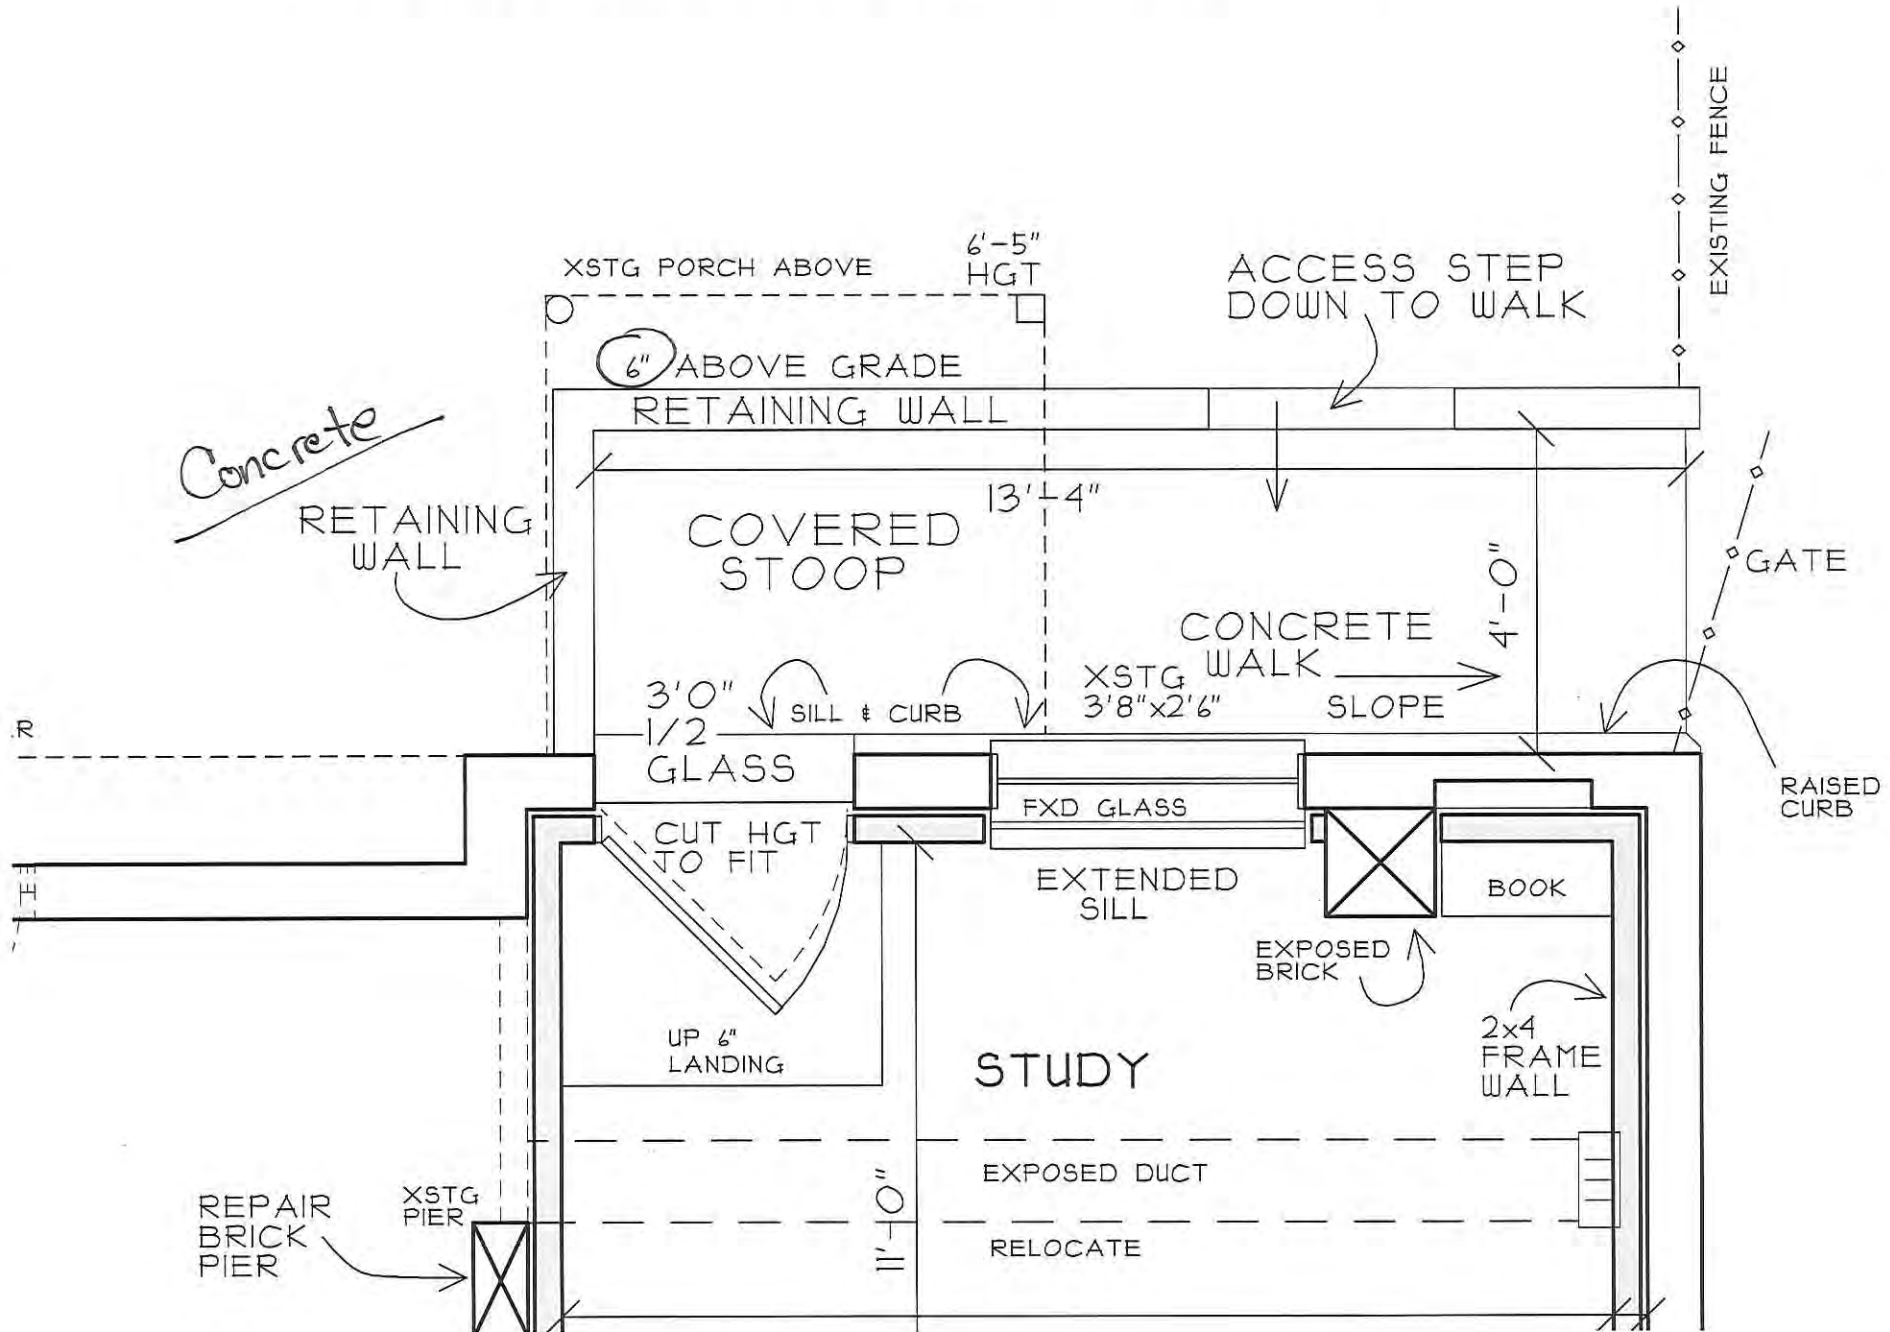 EXISTING FENCE
XSTG PORCH ABOVE
6'-5"
HGT
ACCESS STEP
DOWN TO WALK
6" ABOVE GRADE
RETAINING WALL
Concrete
RETAINING
WALL
13'-4"
COVERED
STOOP
4'-0"
GATE
CONCRETE
WALK
SLOPE
XSTG
3'8"x2'6"
3'0"
1/2
GLASS
SILL & CURB
R
RAISED
CURB
FXD GLASS
CUT HGT
TO FIT
EXTENDED
SILL
BOOK
EXPOSED
BRICK
2x4
FRAME
WALL
UP 6"
LANDING
STUDY
EXPOSED DUCT
11'-0"
RELOCATE
XSTG
PIER
REPAIR
BRICK
PIER